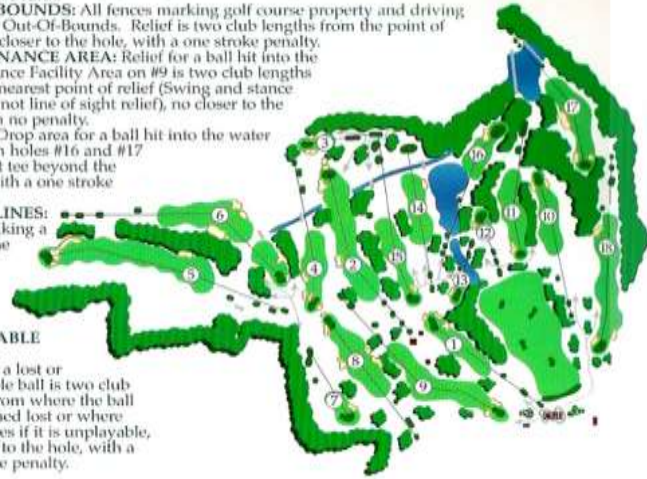 BOUNDS: All fences marking golf course property and driving
Out-Of-Bounds. Relief is two club lengths from the point of
closer to the hole, with a one stroke penalty.
NANCE AREA: Relief for a ball hit into the
nce Facility Area on #9 is two club lengths
nearest point of relief (Swing and stance
not line of sight relief), no closer to the
no penalty.
Drop area for a ball hit into the water
holes #16 and #17
t tee beyond the
ith a one stroke
LINES:
king a
ne
ABLE
a lost or
le ball is two club
om where the ball
ned lost or where
es if it is unplayable,
to the hole, with a
e penalty.
3
17
16
6
14
11
10
12
18
4
2
15
5
13
1
8
9
7